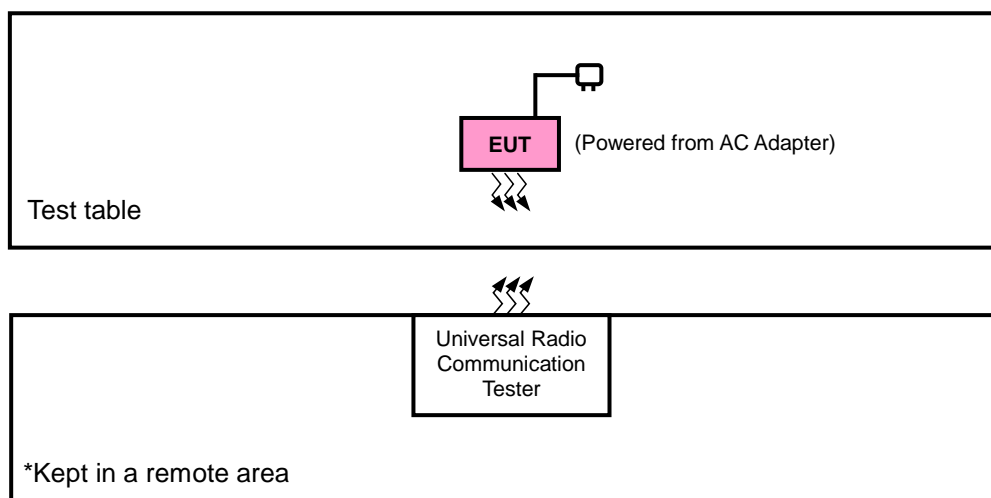 EUT (Powered from AC Adapter)
Test table
Universal Radio
Communication
Tester
*Kept in a remote area